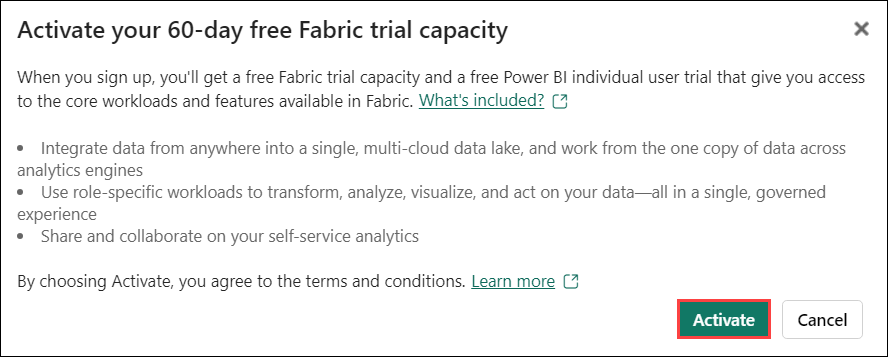 Activate your 60-day free Fabric trial capacity
When you sign up, you'll get a free Fabric trial capacity and a free Power BI individual user trial that give you access
to the core workloads and features available in Fabric. What's included?
• Integrate data from anywhere into a single, multi-cloud data lake, and work from the one copy of data across
analytics engines
• Use role-specific workloads to transform, analyze, visualize, and act on your data—all in a single, governed
experience
• Share and collaborate on your self-service analytics
By choosing Activate, you agree to the terms and conditions. Learn more
Activate Cancel